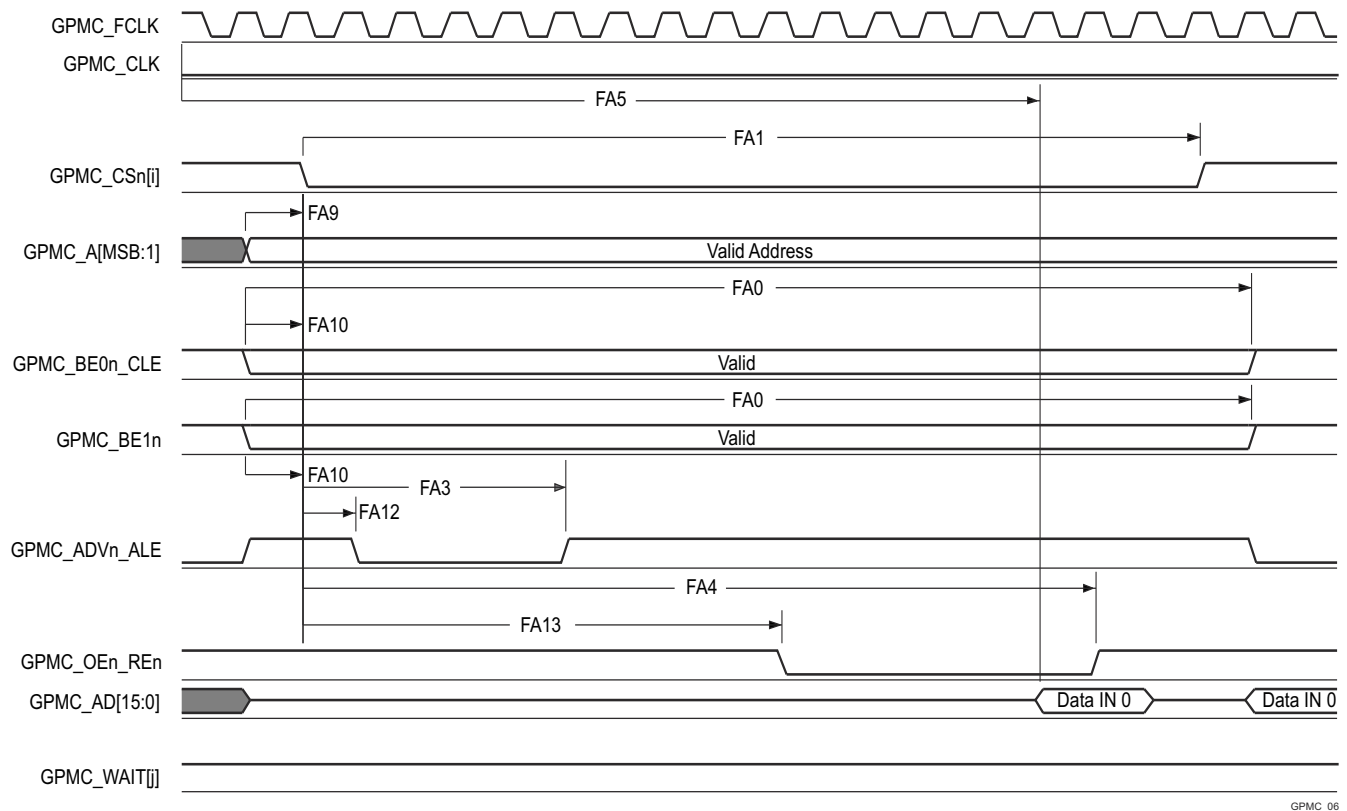 GPMC_FCLK
GPMC_CLK
FA5
FA1
GPMC_CSn[i]
FA9
GPMC_A[MSB:1]
Valid Address
FA0
FA10
GPMC_BE0n_CLE
Valid
FA0
GPMC_BE1n
Valid
FA10
FA3
FA12
GPMC_ADVn_ALE
FA4
FA13
GPMC_OEn_REn
GPMC_AD[15:0]
Data IN 0
Data IN 0
GPMC_WAIT[j]
GPMC_06